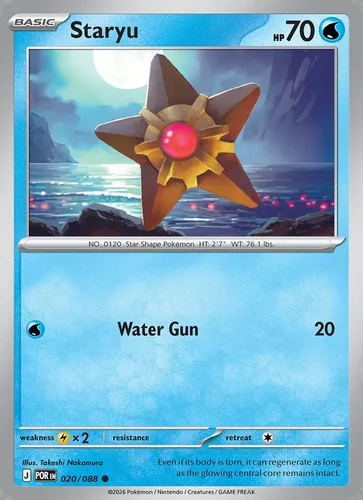 BASIC
Staryu
HP 70
NO. 0120 Star Shape Pokémon HT: 2'7" WT: 76.1 lbs.
Water Gun 20
weakness ×2 resistance retreat
Illus. Takeshi Nakamura
Even if its body is torn, it can regenerate as long
as the glowing central core remains intact.
J POR EN 020/088
©2026 Pokémon / Nintendo / Creatures / GAME FREAK